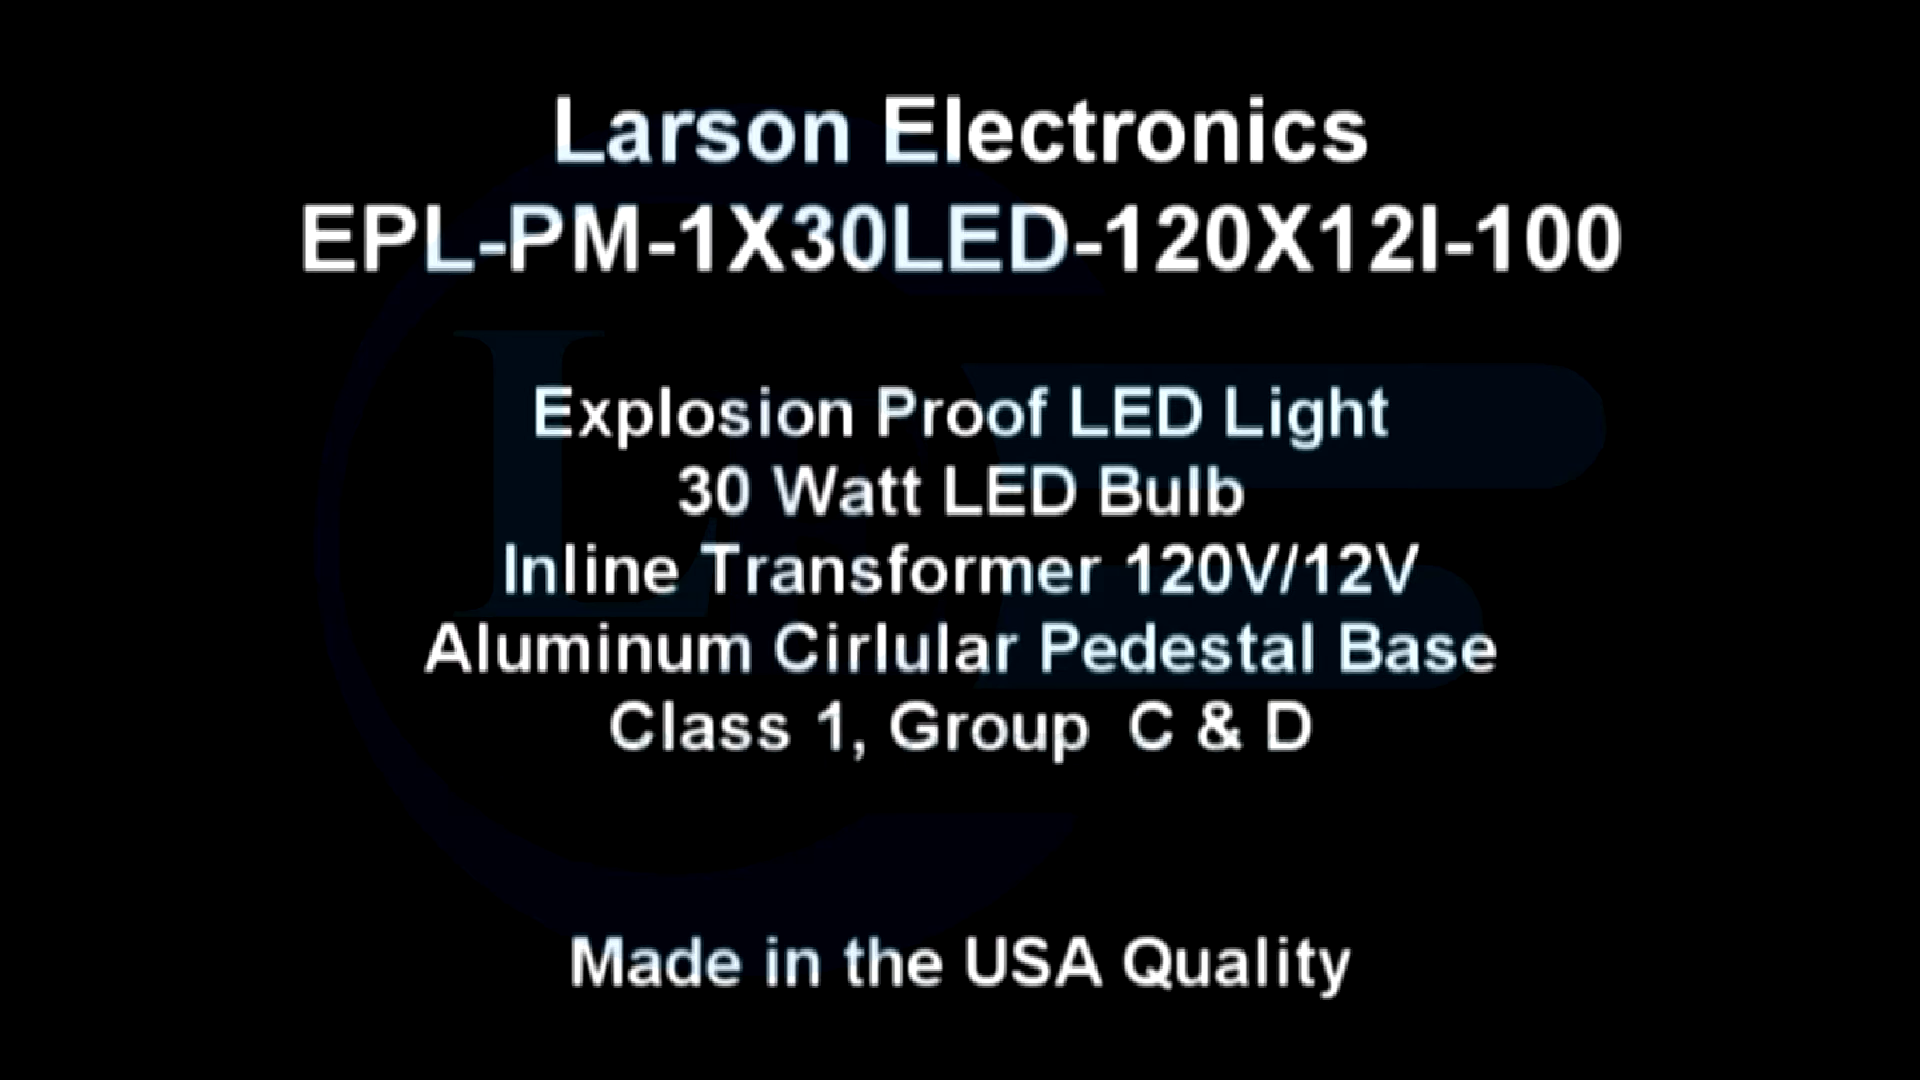 Larson Electronics
EPL-PM-1X30LED-120X12I-100
Explosion Proof LED Light
30 Watt LED Bulb
Inline Transformer 120V/12V
Aluminum Cirlular Pedestal Base
Class 1, Group  C & D
Made in the USA Quality